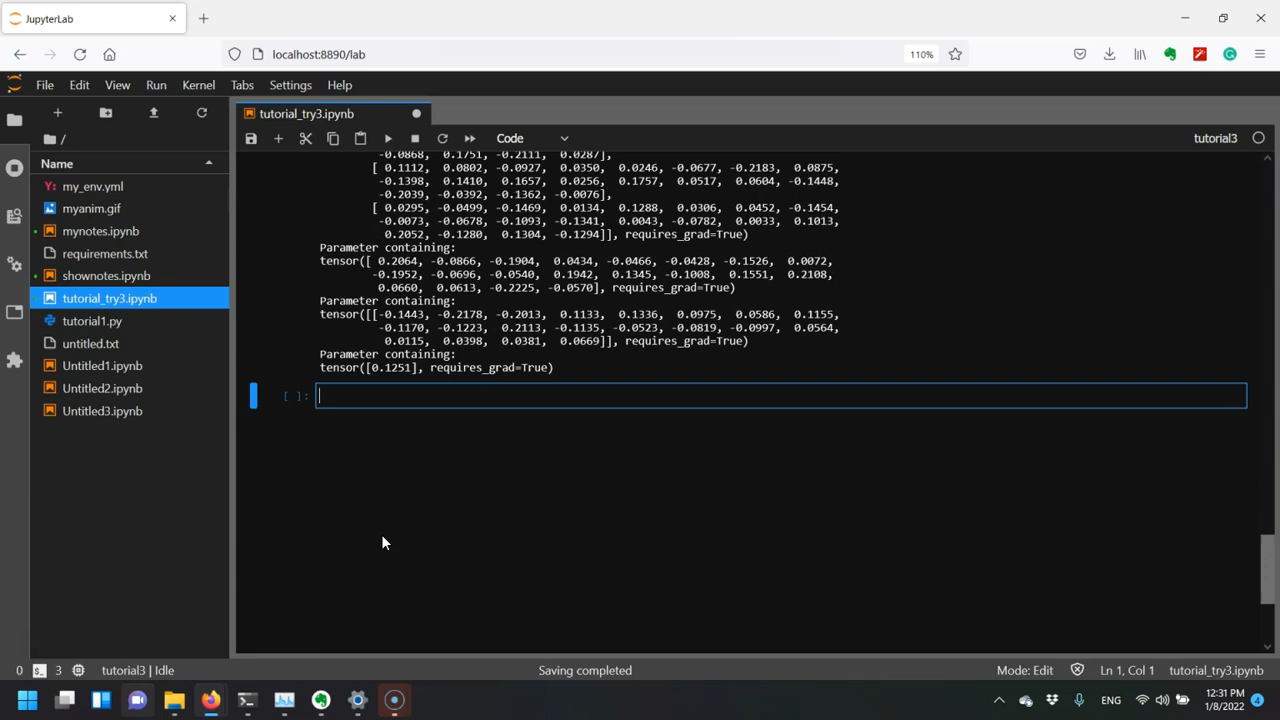 JupyterLab
localhost:8890/lab
110%
File Edit View Run Kernel Tabs Settings Help
tutorial_try3.ipynb
/
Code
tutorial3
Name
my_env.yml
myanim.gif
mynotes.ipynb
requirements.txt
shownotes.ipynb
tutorial_try3.ipynb
tutorial1.py
untitled.txt
Untitled1.ipynb
Untitled2.ipynb
Untitled3.ipynb
-0.0868, 0.1751, -0.2111, 0.0287],
[ 0.1112, 0.0802, -0.0927, 0.0350, 0.0246, -0.0677, -0.2183, 0.0875,
-0.1398, 0.1410, 0.1657, 0.0256, 0.1757, 0.0517, 0.0604, -0.1448,
-0.2039, -0.0392, -0.1362, -0.0076],
[ 0.0295, -0.0499, -0.1469, 0.0134, 0.1288, 0.0306, 0.0452, -0.1454,
-0.0073, -0.0678, -0.1093, -0.1341, 0.0043, -0.0782, 0.0033, 0.1013,
0.2052, -0.1280, 0.1304, -0.1294]], requires_grad=True)
Parameter containing:
tensor([ 0.2064, -0.0866, -0.1904, 0.0434, -0.0466, -0.0428, -0.1526, 0.0072,
-0.1952, -0.0696, -0.0540, 0.1942, 0.1345, -0.1008, 0.1551, 0.2108,
0.0660, 0.0613, -0.2225, -0.0570], requires_grad=True)
Parameter containing:
tensor([[-0.1443, -0.2178, -0.2013, 0.1133, 0.1336, 0.0975, 0.0586, 0.1155,
-0.1170, -0.1223, 0.2113, -0.1135, -0.0523, -0.0819, -0.0997, 0.0564,
0.0115, 0.0398, 0.0381, 0.0669]], requires_grad=True)
Parameter containing:
tensor([0.1251], requires_grad=True)
[ ]:
0 3 tutorial3 | Idle
Saving completed
Mode: Edit
Ln 1, Col 1
tutorial_try3.ipynb
ENG
12:31 PM
1/8/2022
4